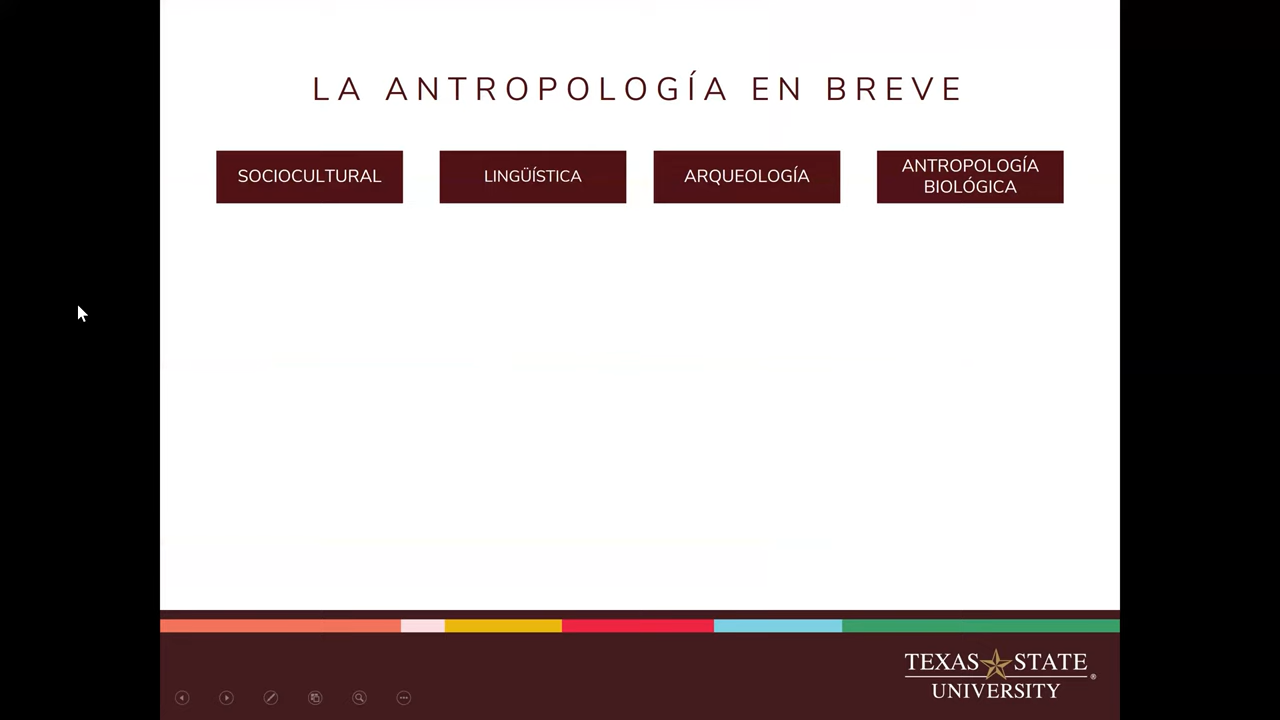 LA ANTROPOLOGÍA EN BREVE
SOCIOCULTURAL
LINGÜÍSTICA
ARQUEOLOGÍA
ANTROPOLOGÍA
BIOLÓGICA
TEXAS STATE
UNIVERSITY®